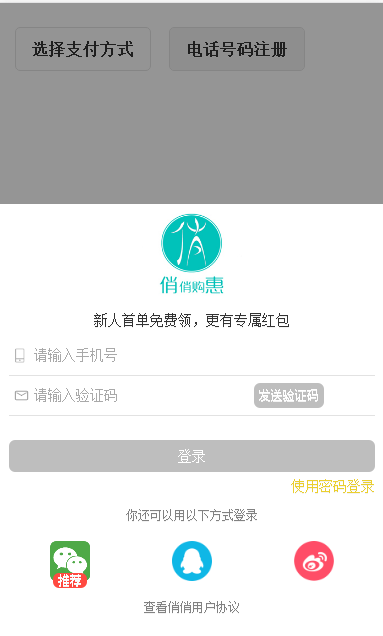 选择支付方式 电话号码注册
俏
俏俏购惠
新人首单免费领，更有专属红包
请输入手机号
请输入验证码 发送验证码
登录
使用密码登录
你还可以用以下方式登录
推荐
查看俏俏用户协议